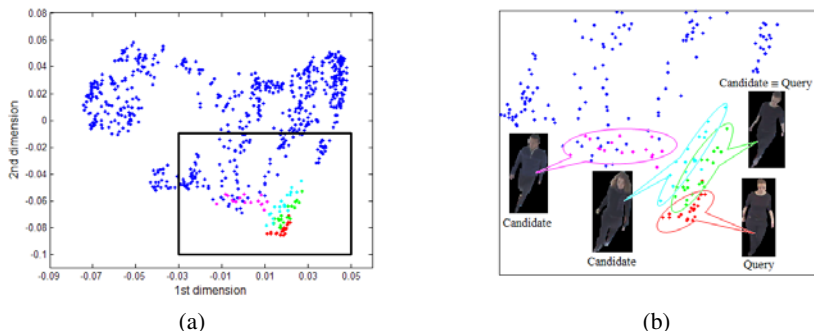 0.08
0.06
0.04
0.02
0
-0.02
-0.04
-0.06
-0.08
-0.1
2nd dimension
-0.09 -0.07 -0.05 -0.03 -0.01 0.01 0.03 0.05
1st dimension
(a)
Candidate ≡ Query
Candidate
Candidate
Query
(b)